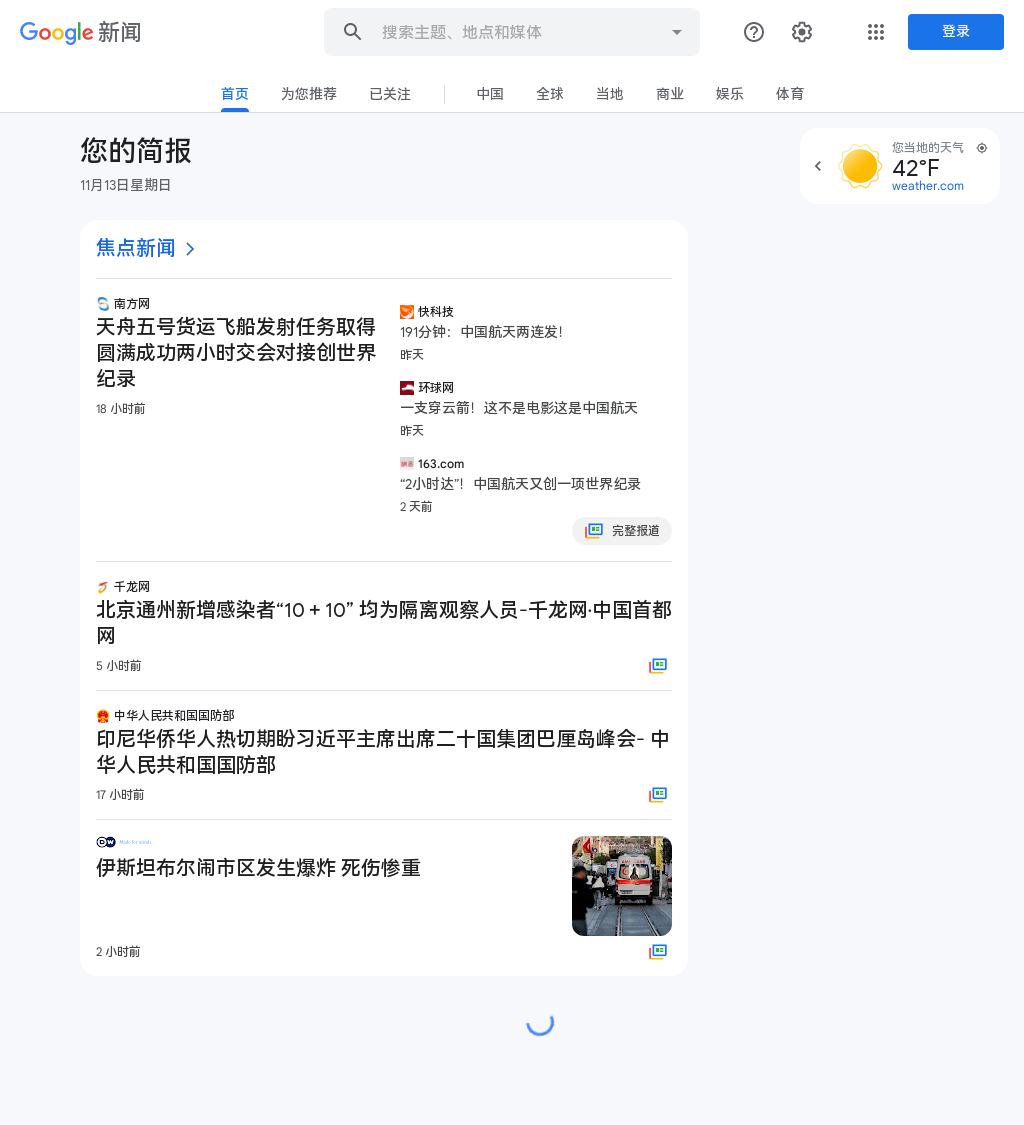 Google 新闻
搜索主题、地点和媒体
登录
首页
为您推荐
已关注
中国
全球
当地
商业
娱乐
体育
您的简报
11月13日星期日
您当地的天气
42°F
weather.com
焦点新闻
南方网
天舟五号货运飞船发射任务取得
圆满成功两小时交会对接创世界
纪录
18 小时前
快科技
191分钟：中国航天两连发！
昨天
环球网
一支穿云箭！这不是电影这是中国航天
昨天
163.com
“2小时达”！中国航天又创一项世界纪录
2 天前
完整报道
千龙网
北京通州新增感染者“10 + 10” 均为隔离观察人员-千龙网·中国首都
网
5 小时前
中华人民共和国国防部
印尼华侨华人热切期盼习近平主席出席二十国集团巴厘岛峰会- 中
华人民共和国国防部
17 小时前
DW Made for minds
伊斯坦布尔闹市区发生爆炸 死伤惨重
2 小时前